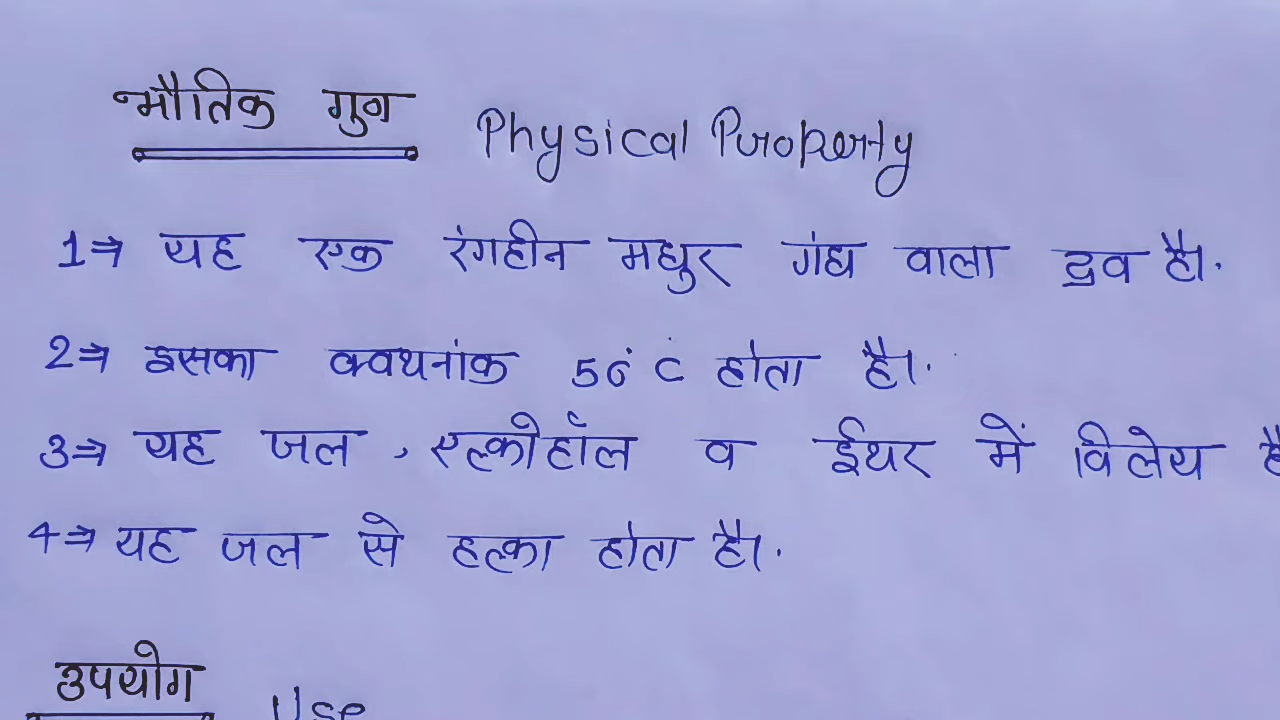 भौतिक गुण Physical Property
1⇒ यह एक रंगहीन मधुर गंध वाला द्रव है।.
2⇒ इसका क्वथनांक 56°C होता है।.
3⇒ यह जल, एल्कोहॉल व ईथर में विलेय है
4⇒ यह जल से हल्का होता है।.
उपयोग Use